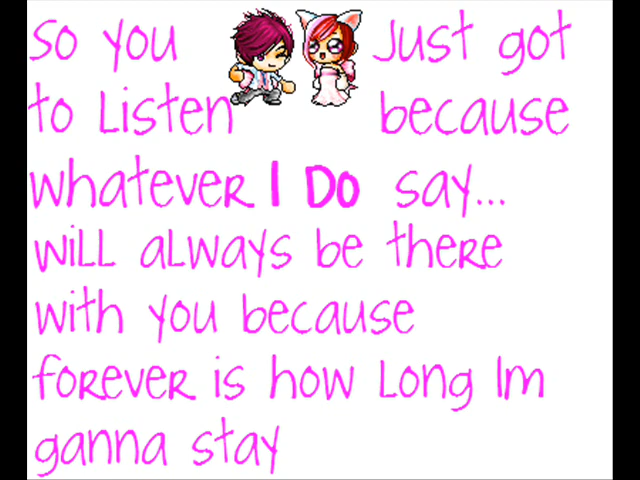 So you Just got
to Listen because
whatever I Do say...
will always be there
with you because
forever is how long Im
ganna stay